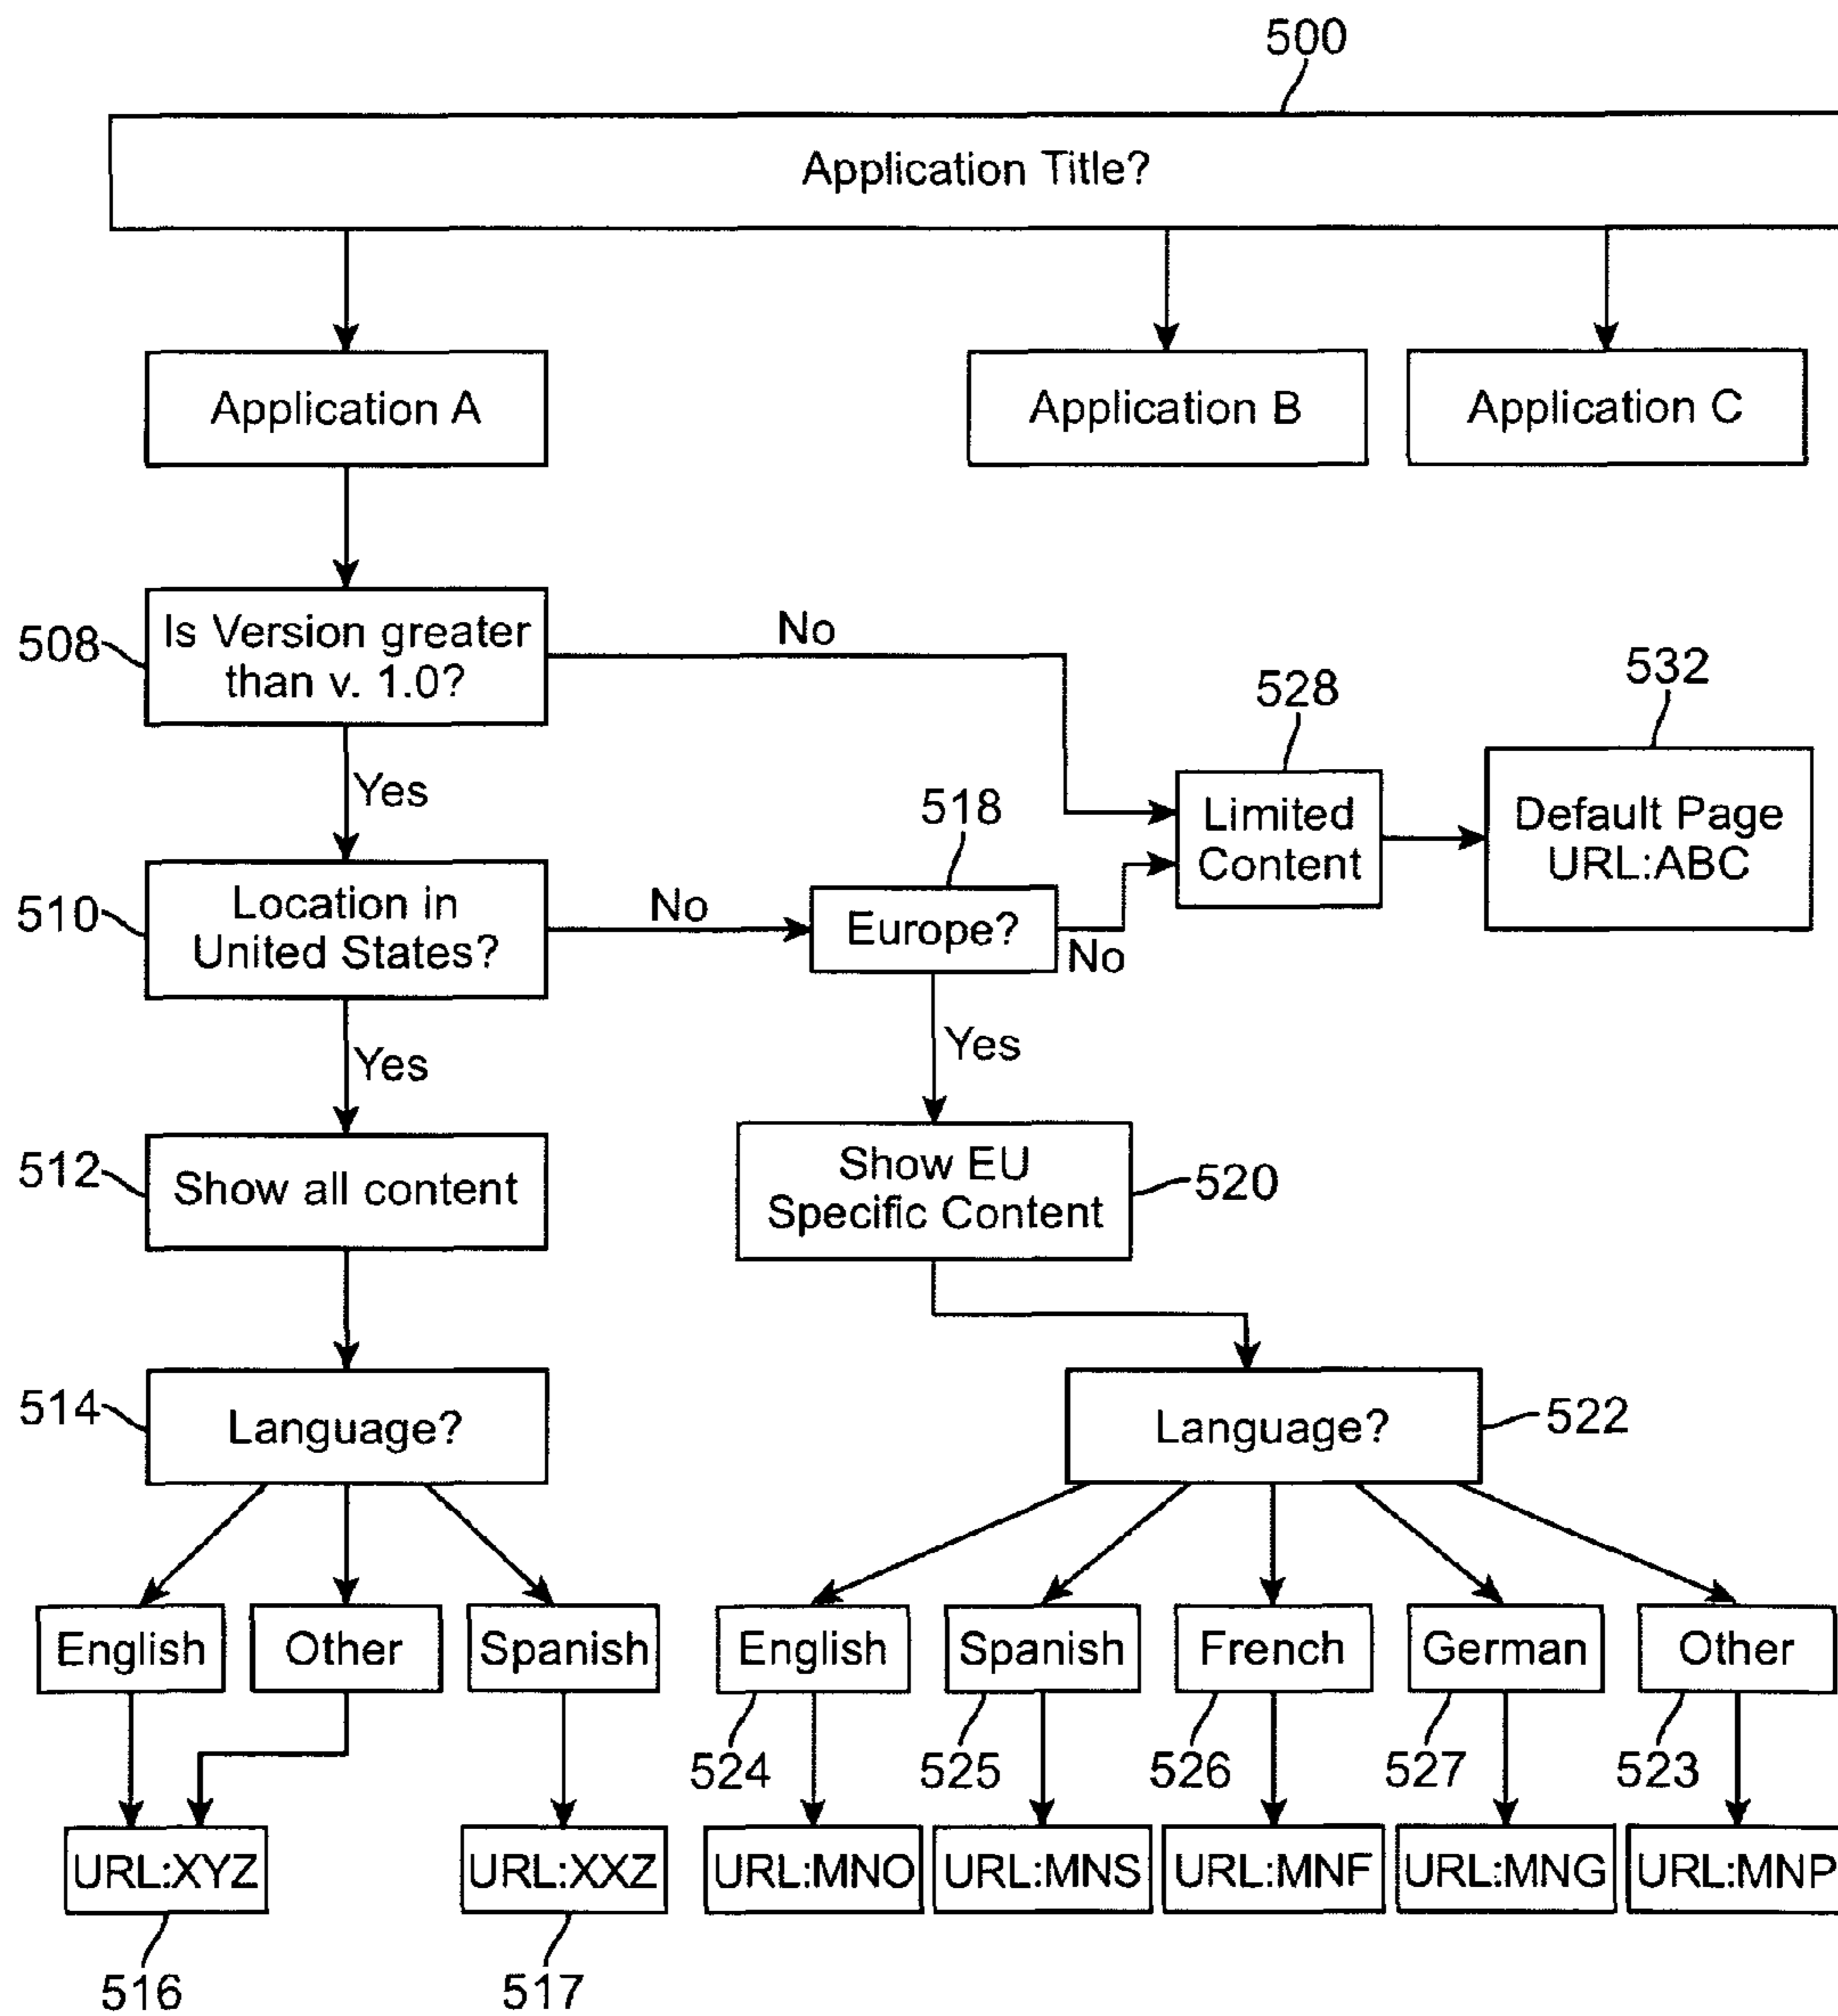 500
Application Title?
Application A
Application B
Application C
508
Is Version greater
than v. 1.0?
No
Yes
528
532
Limited
Content
Default Page
URL:ABC
518
510
Location in
United States?
No
Europe?
No
Yes
Yes
512
Show all content
Show EU
Specific Content
520
514
Language?
Language?
522
English
Other
Spanish
English
Spanish
French
German
Other
524
525
526
527
523
URL:XYZ
URL:XXZ
URL:MNO
URL:MNS
URL:MNF
URL:MNG
URL:MNP
516
517